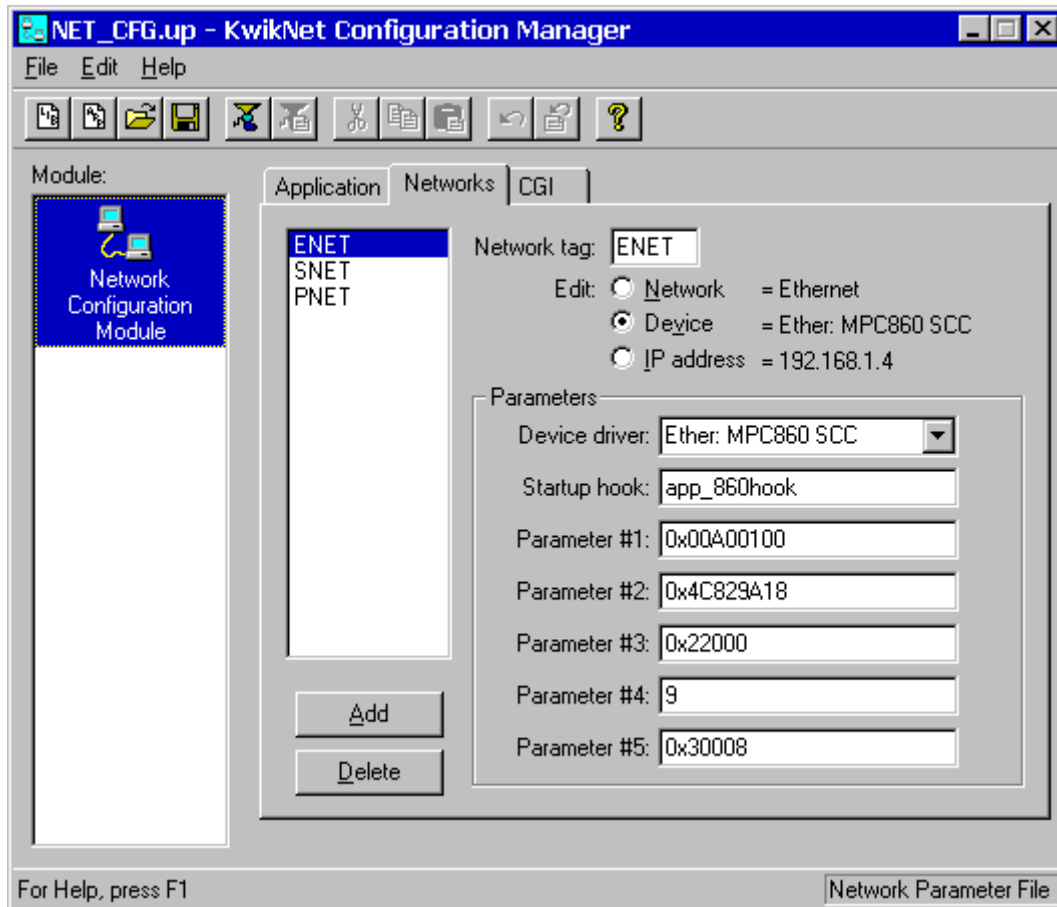 NET_CFG.up - KwikNet Configuration Manager
File Edit Help
Module:
Network
Configuration
Module
Application Networks CGI
ENET
SNET
PNET
Add
Delete
Network tag: ENET
Edit: Network = Ethernet
Device = Ether: MPC860 SCC
IP address = 192.168.1.4
Parameters
Device driver: Ether: MPC860 SCC
Startup hook: app_860hook
Parameter #1: 0x00A00100
Parameter #2: 0x4C829A18
Parameter #3: 0x22000
Parameter #4: 9
Parameter #5: 0x30008
For Help, press F1
Network Parameter File